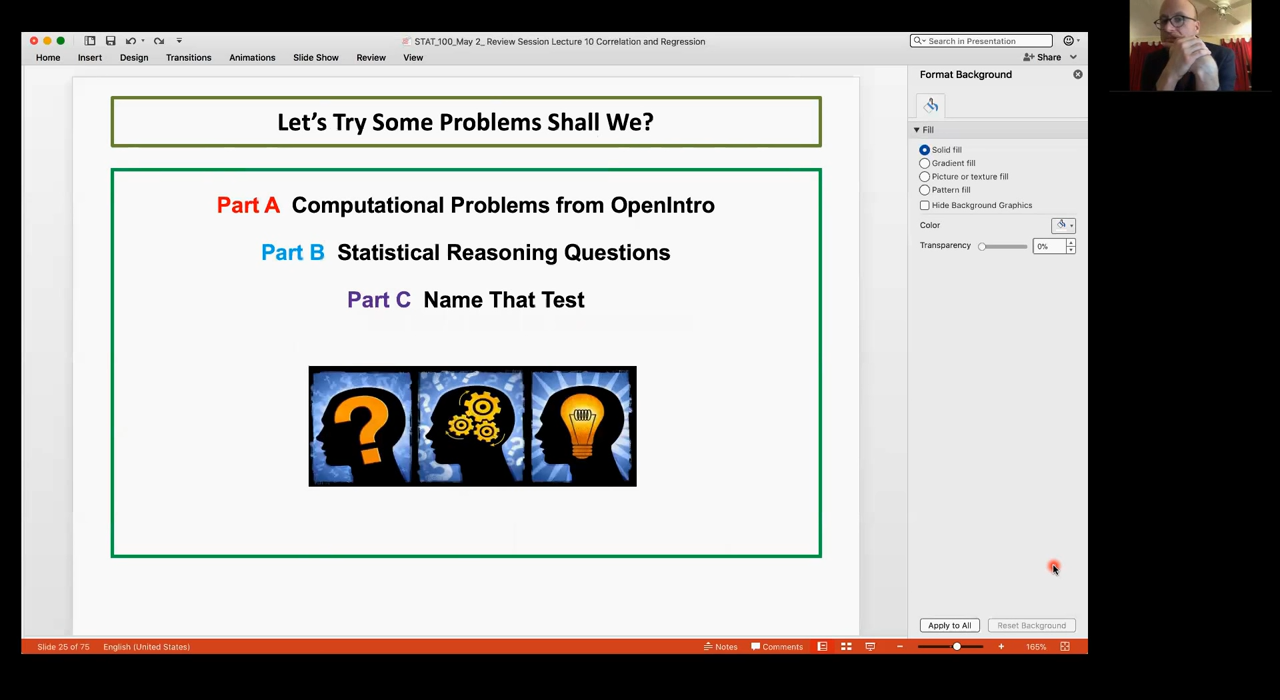 STAT_100_May 2_ Review Session Lecture 10 Correlation and Regression
Search in Presentation
Home Insert Design Transitions Animations Slide Show Review View
Share
Let's Try Some Problems Shall We?
Part A Computational Problems from OpenIntro
Part B Statistical Reasoning Questions
Part C Name That Test
Format Background
Fill
Solid fill
Gradient fill
Picture or texture fill
Pattern fill
Hide Background Graphics
Color
Transparency 0%
Apply to All Reset Background
Slide 25 of 75 English (United States) Notes Comments 165%